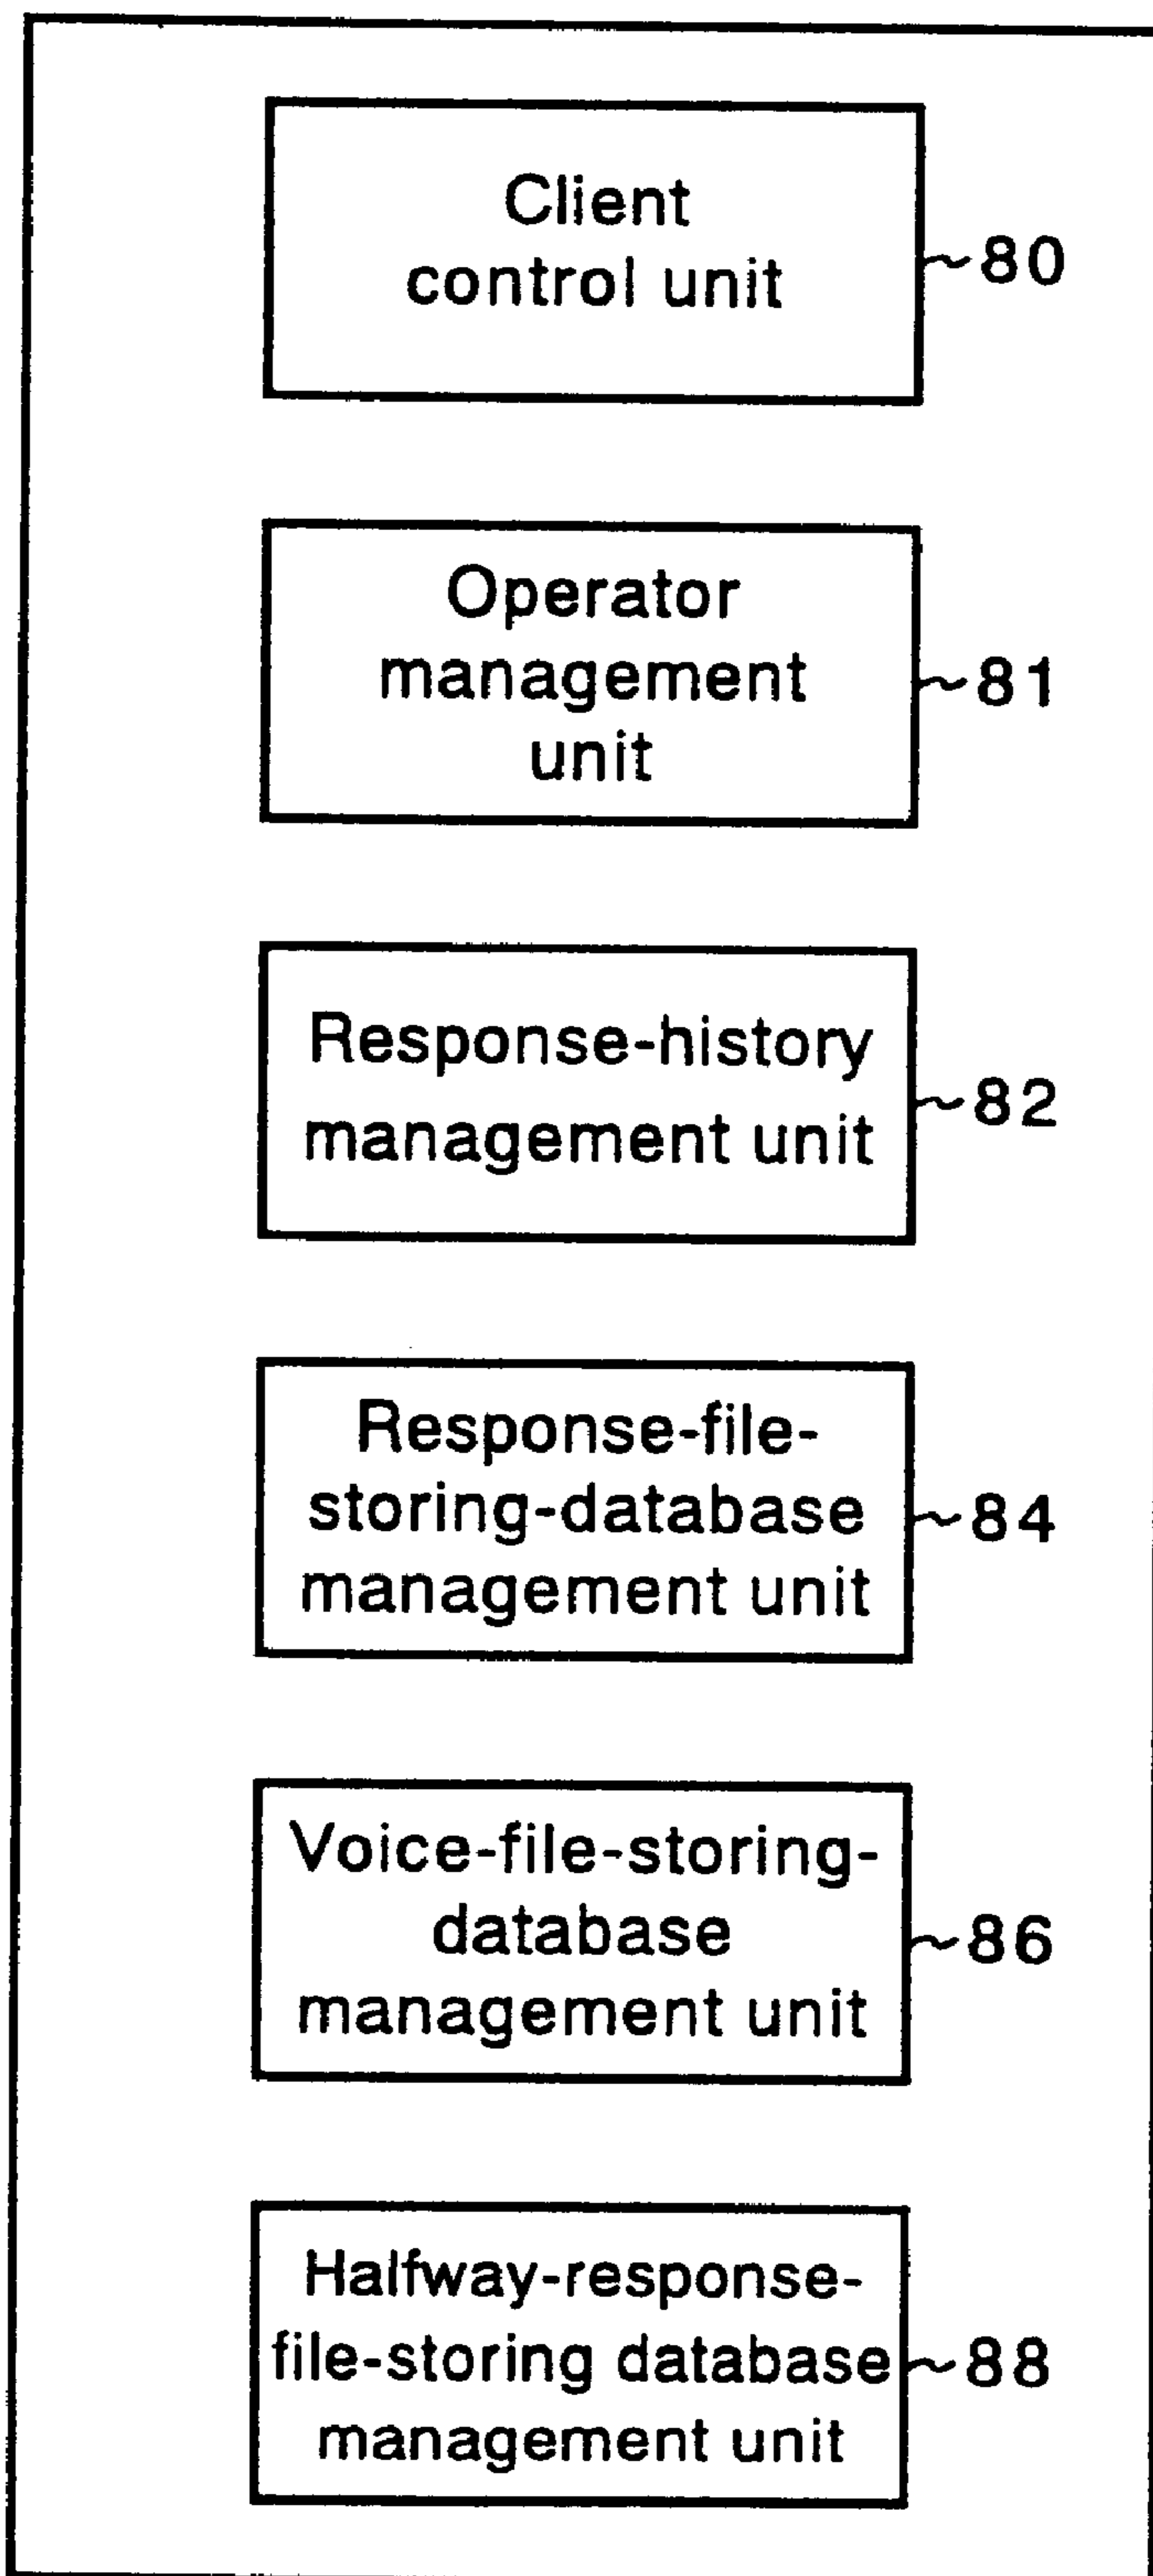 Client
control unit
80
Operator
management
unit
81
Response-history
management unit
82
Response-file-
storing-database
management unit
84
Voice-file-storing-
database
management unit
86
Halfway-response-
file-storing database
management unit
88